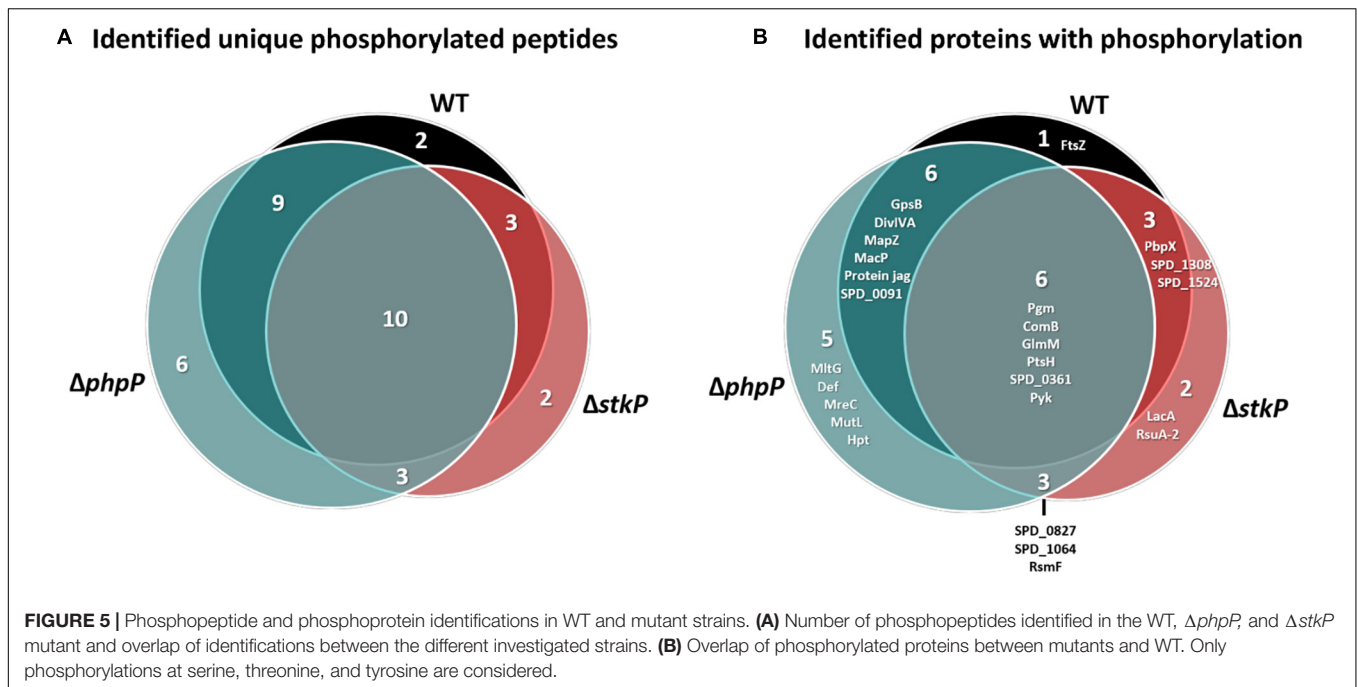 A Identified unique phosphorylated peptides
WT
2
9
3
10
6
ΔphpP
2
ΔstkP
3
B Identified proteins with phosphorylation
WT
1 FtsZ
6
GpsB
DivIVA
MapZ
MacP
Protein jag
SPD_0091
3
PbpX
SPD_1308
SPD_1524
6
Pgm
ComB
GlmM
PtsH
SPD_0361
Pyk
5
MltG
Def
MreC
MutL
Hpt
ΔphpP
2
LacA
RsuA-2
ΔstkP
3
SPD_0827
SPD_1064
RsmF
FIGURE 5 | Phosphopeptide and phosphoprotein identifications in WT and mutant strains. (A) Number of phosphopeptides identified in the WT, ΔphpP, and ΔstkP
mutant and overlap of identifications between the different investigated strains. (B) Overlap of phosphorylated proteins between mutants and WT. Only
phosphorylations at serine, threonine, and tyrosine are considered.